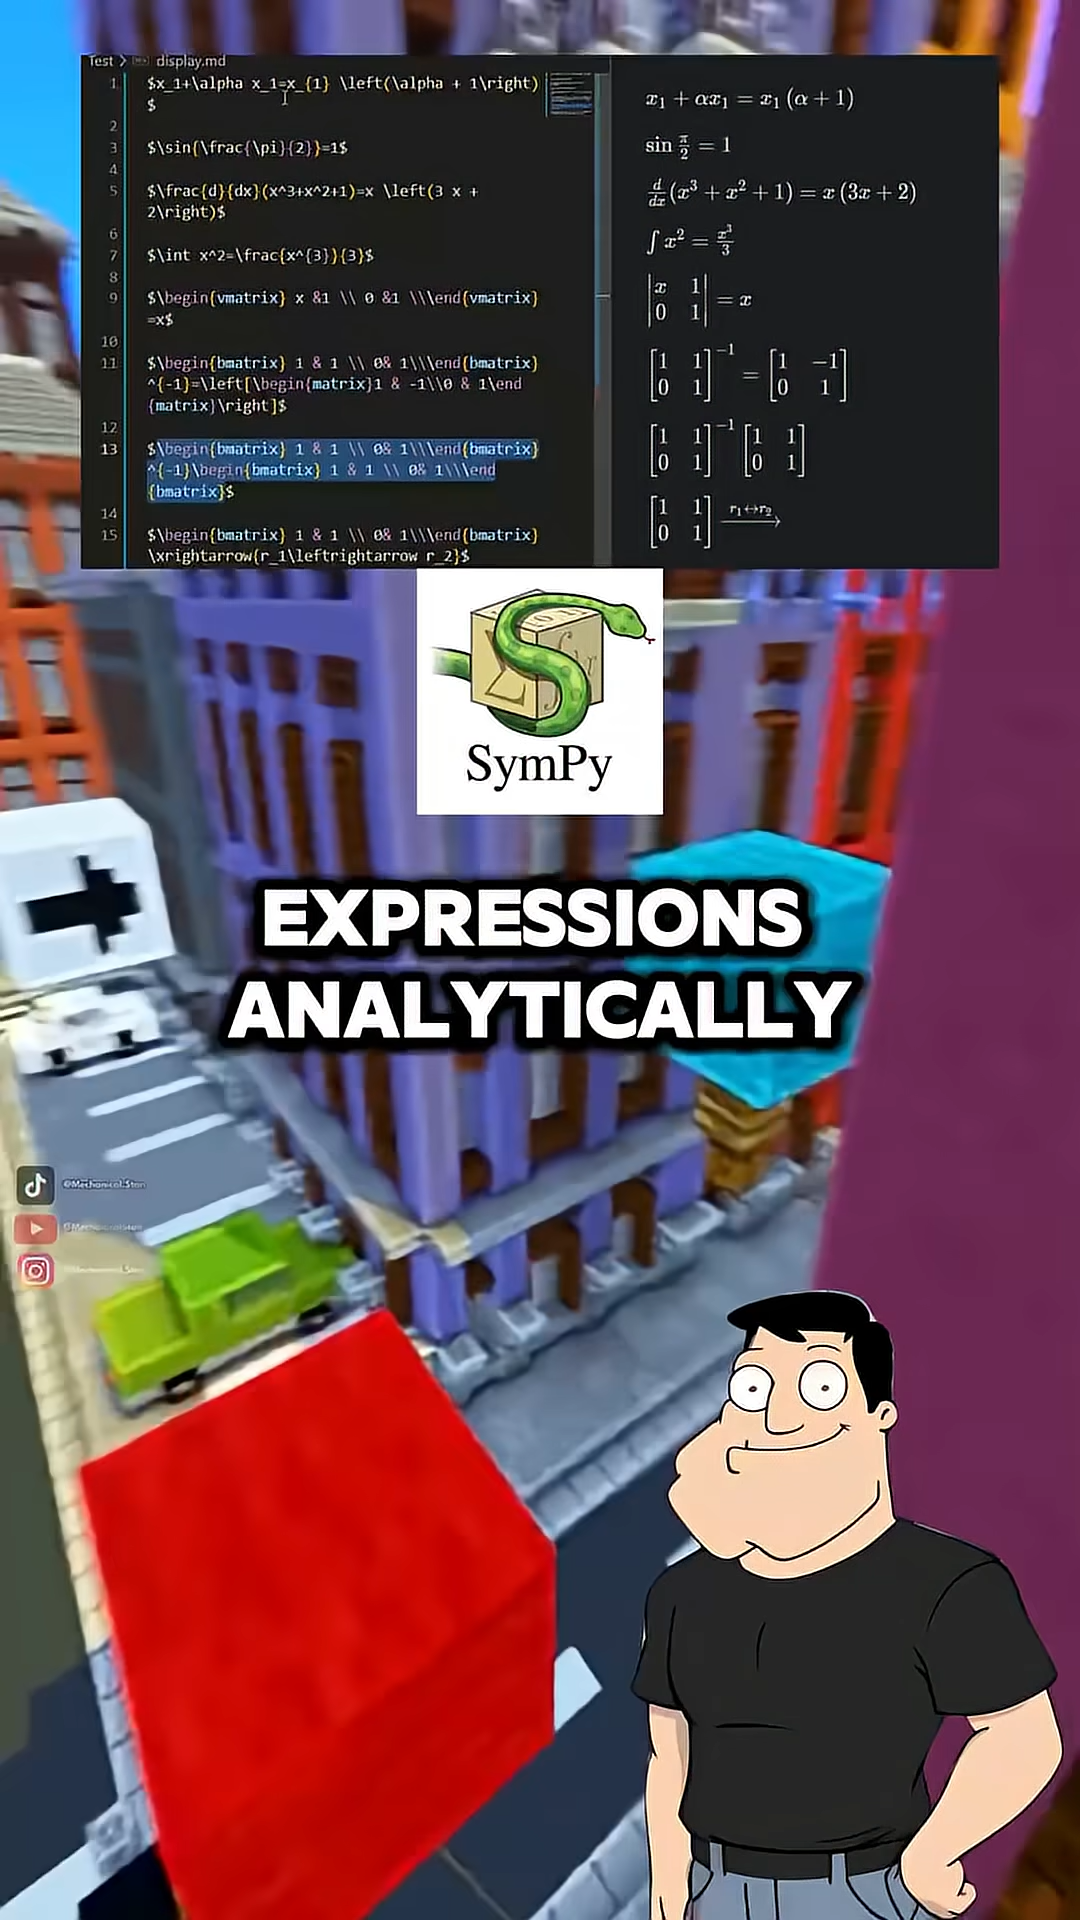 Test > display.md
1 $x_1+\alpha x_1=x_{1} \left(\alpha + 1\right)
$
2
3 $\sin{\frac{\pi}{2}}=1$
4
5 $\frac{d}{dx}(x^3+x^2+1)=x \left(3 x +
2\right)$
6
7 $\int x^2=\frac{x^{3}}{3}$
8
9 $\begin{vmatrix} x &1 \\ 0 &1 \\\end{vmatrix}
=x$
10
11 $\begin{bmatrix} 1 & 1 \\ 0& 1\\\end{bmatrix}
^{-1}=\left[\begin{matrix}1 & -1\\0 & 1\end
{matrix}\right]$
12
13 $\begin{bmatrix} 1 & 1 \\ 0& 1\\\end{bmatrix}
^{-1}\begin{bmatrix} 1 & 1 \\ 0& 1\\\end
{bmatrix}$
14
15 $\begin{bmatrix} 1 & 1 \\ 0& 1\\\end{bmatrix}
\xrightarrow{r_1\leftrightarrow r_2}$
x₁ + αx₁ = x₁ (α + 1)
sin π/2 = 1
d/dx (x³ + x² + 1) = x (3x + 2)
∫ x² = x³/3
|x 1
0 1| = x
[1 1
0 1]⁻¹ = [1 −1
0 1]
[1 1
0 1]⁻¹ [1 1
0 1]
[1 1
0 1] r₁↔r₂ →
SymPy
EXPRESSIONS
ANALYTICALLY
@Mechanical.Stan